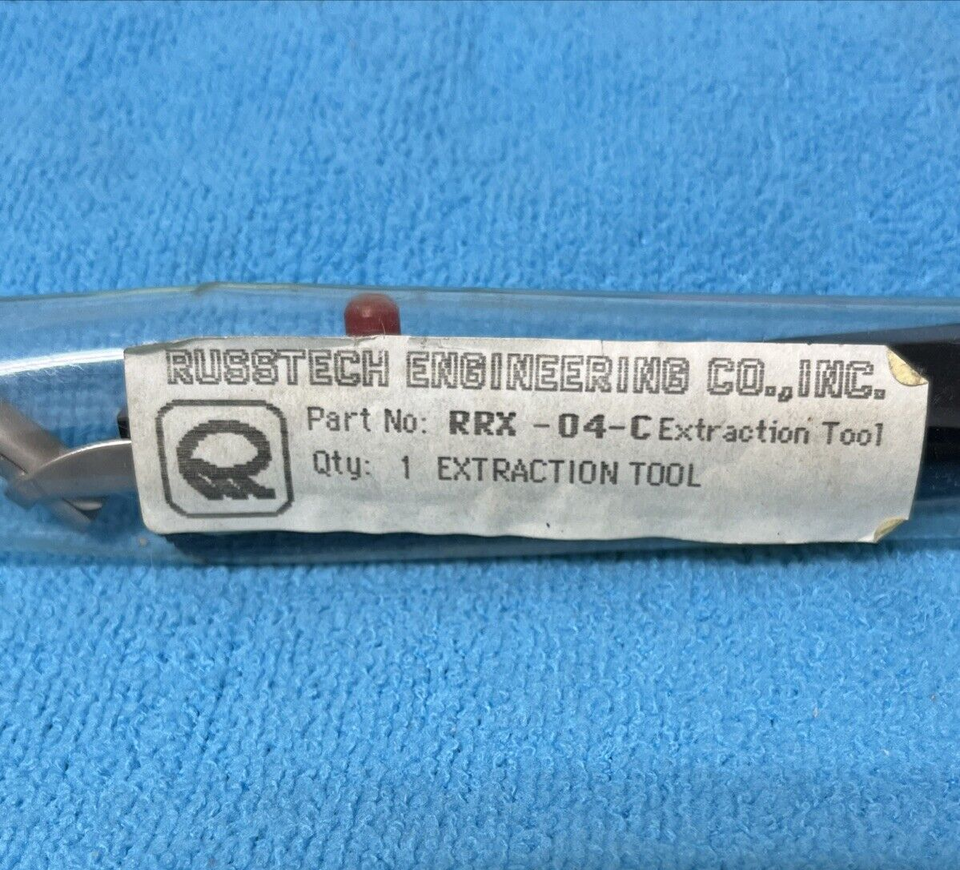 RUSSTECH ENGINEERING CO.,INC.
Part No: RRX -04-C Extraction Tool
Qty: 1 EXTRACTION TOOL